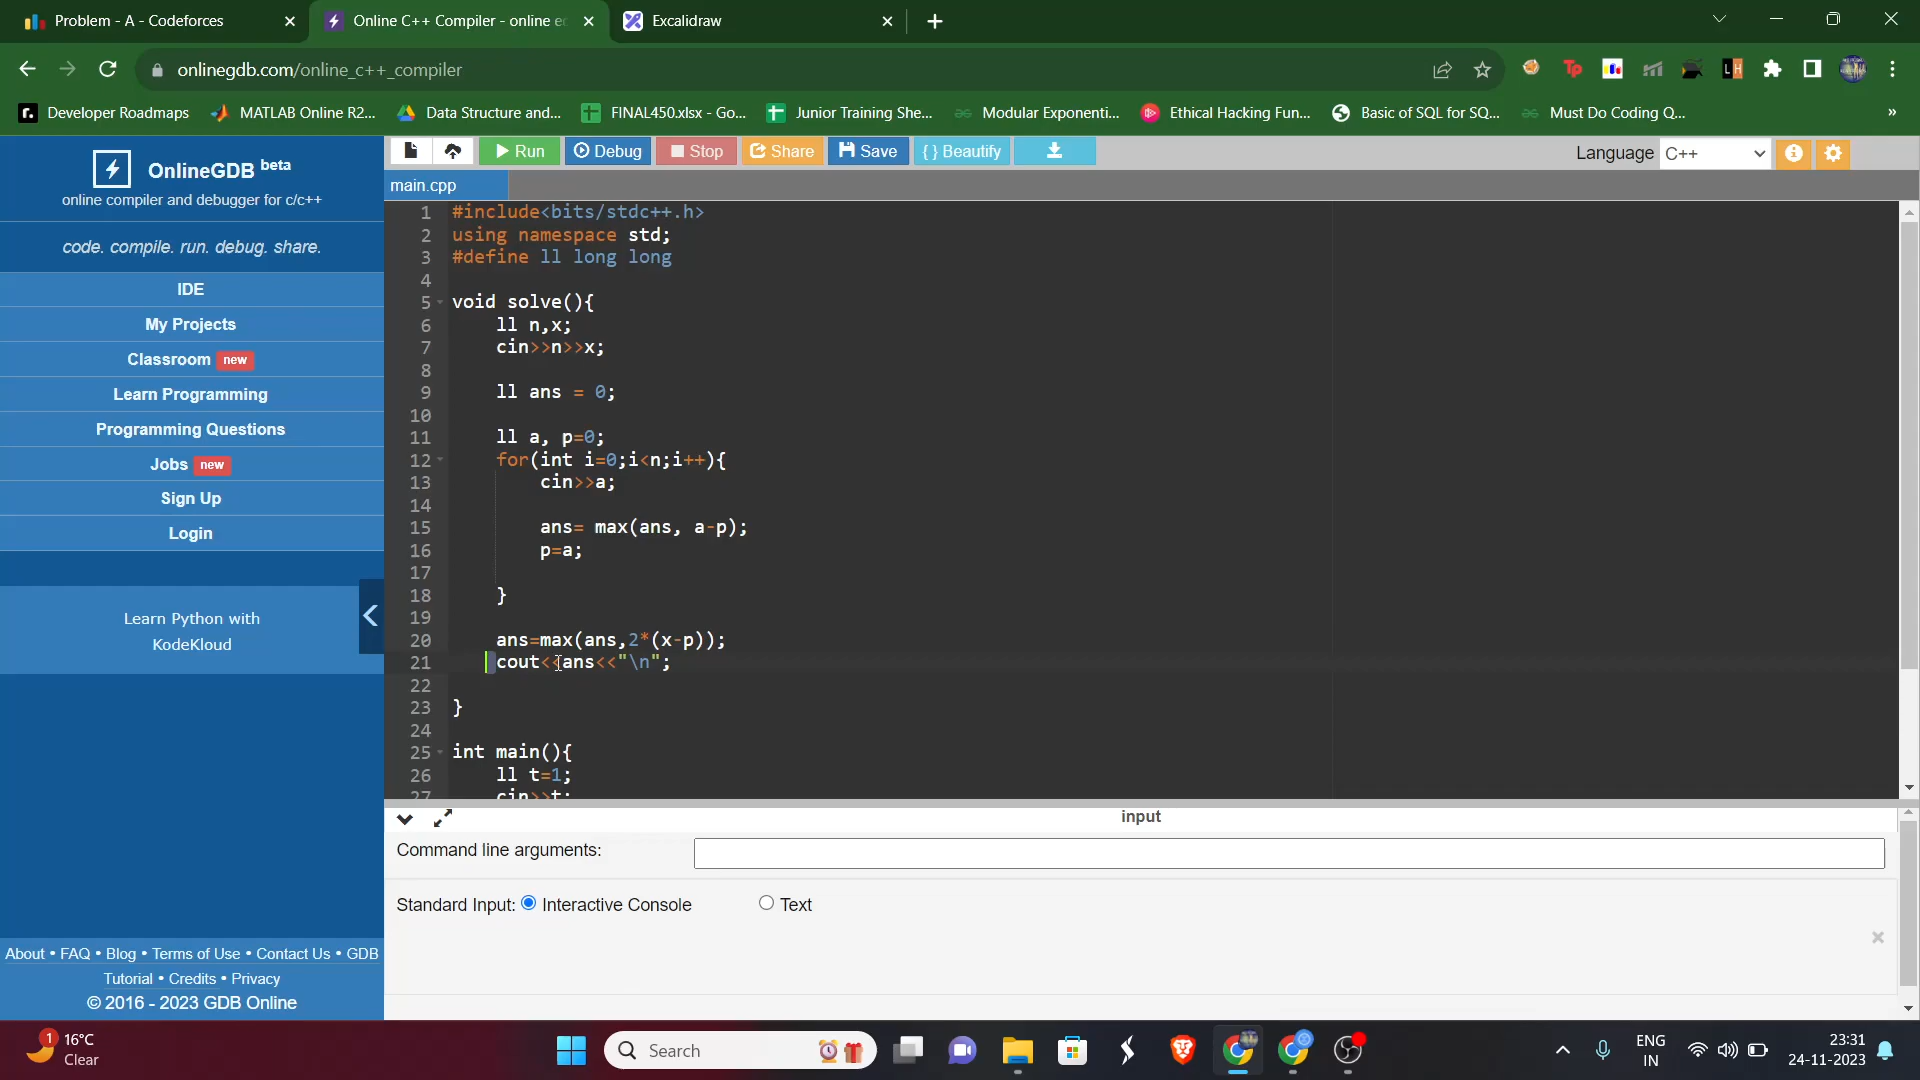 Problem - A - Codeforces
Online C++ Compiler - online e
Excalidraw
onlinegdb.com/online_c++_compiler
Developer Roadmaps
MATLAB Online R2...
Data Structure and...
FINAL450.xlsx - Go...
Junior Training She...
Modular Exponenti...
Ethical Hacking Fun...
Basic of SQL for SQ...
Must Do Coding Q...
»
OnlineGDB beta
online compiler and debugger for c/c++
code. compile. run. debug. share.
IDE
My Projects
Classroom new
Learn Programming
Programming Questions
Jobs new
Sign Up
Login
Learn Python with
KodeKloud
About • FAQ • Blog • Terms of Use • Contact Us • GDB
Tutorial • Credits • Privacy
© 2016 - 2023 GDB Online
Run
Debug
Stop
Share
Save
{ } Beautify
Language C++
main.cpp
1 #include<bits/stdc++.h>
2 using namespace std;
3 #define ll long long
4
5 void solve(){
6 ll n,x;
7 cin>>n>>x;
8
9 ll ans = 0;
10
11 ll a, p=0;
12 for(int i=0;i<n;i++){
13 cin>>a;
14
15 ans= max(ans, a-p);
16 p=a;
17
18 }
19
20 ans=max(ans,2*(x-p));
21 cout<<ans<<"\n";
22
23 }
24
25 int main(){
26 ll t=1;
27 cin>>t;
input
Command line arguments:
Standard Input: Interactive Console Text
1
16°C
Clear
Search
ENG
IN
23:31
24-11-2023